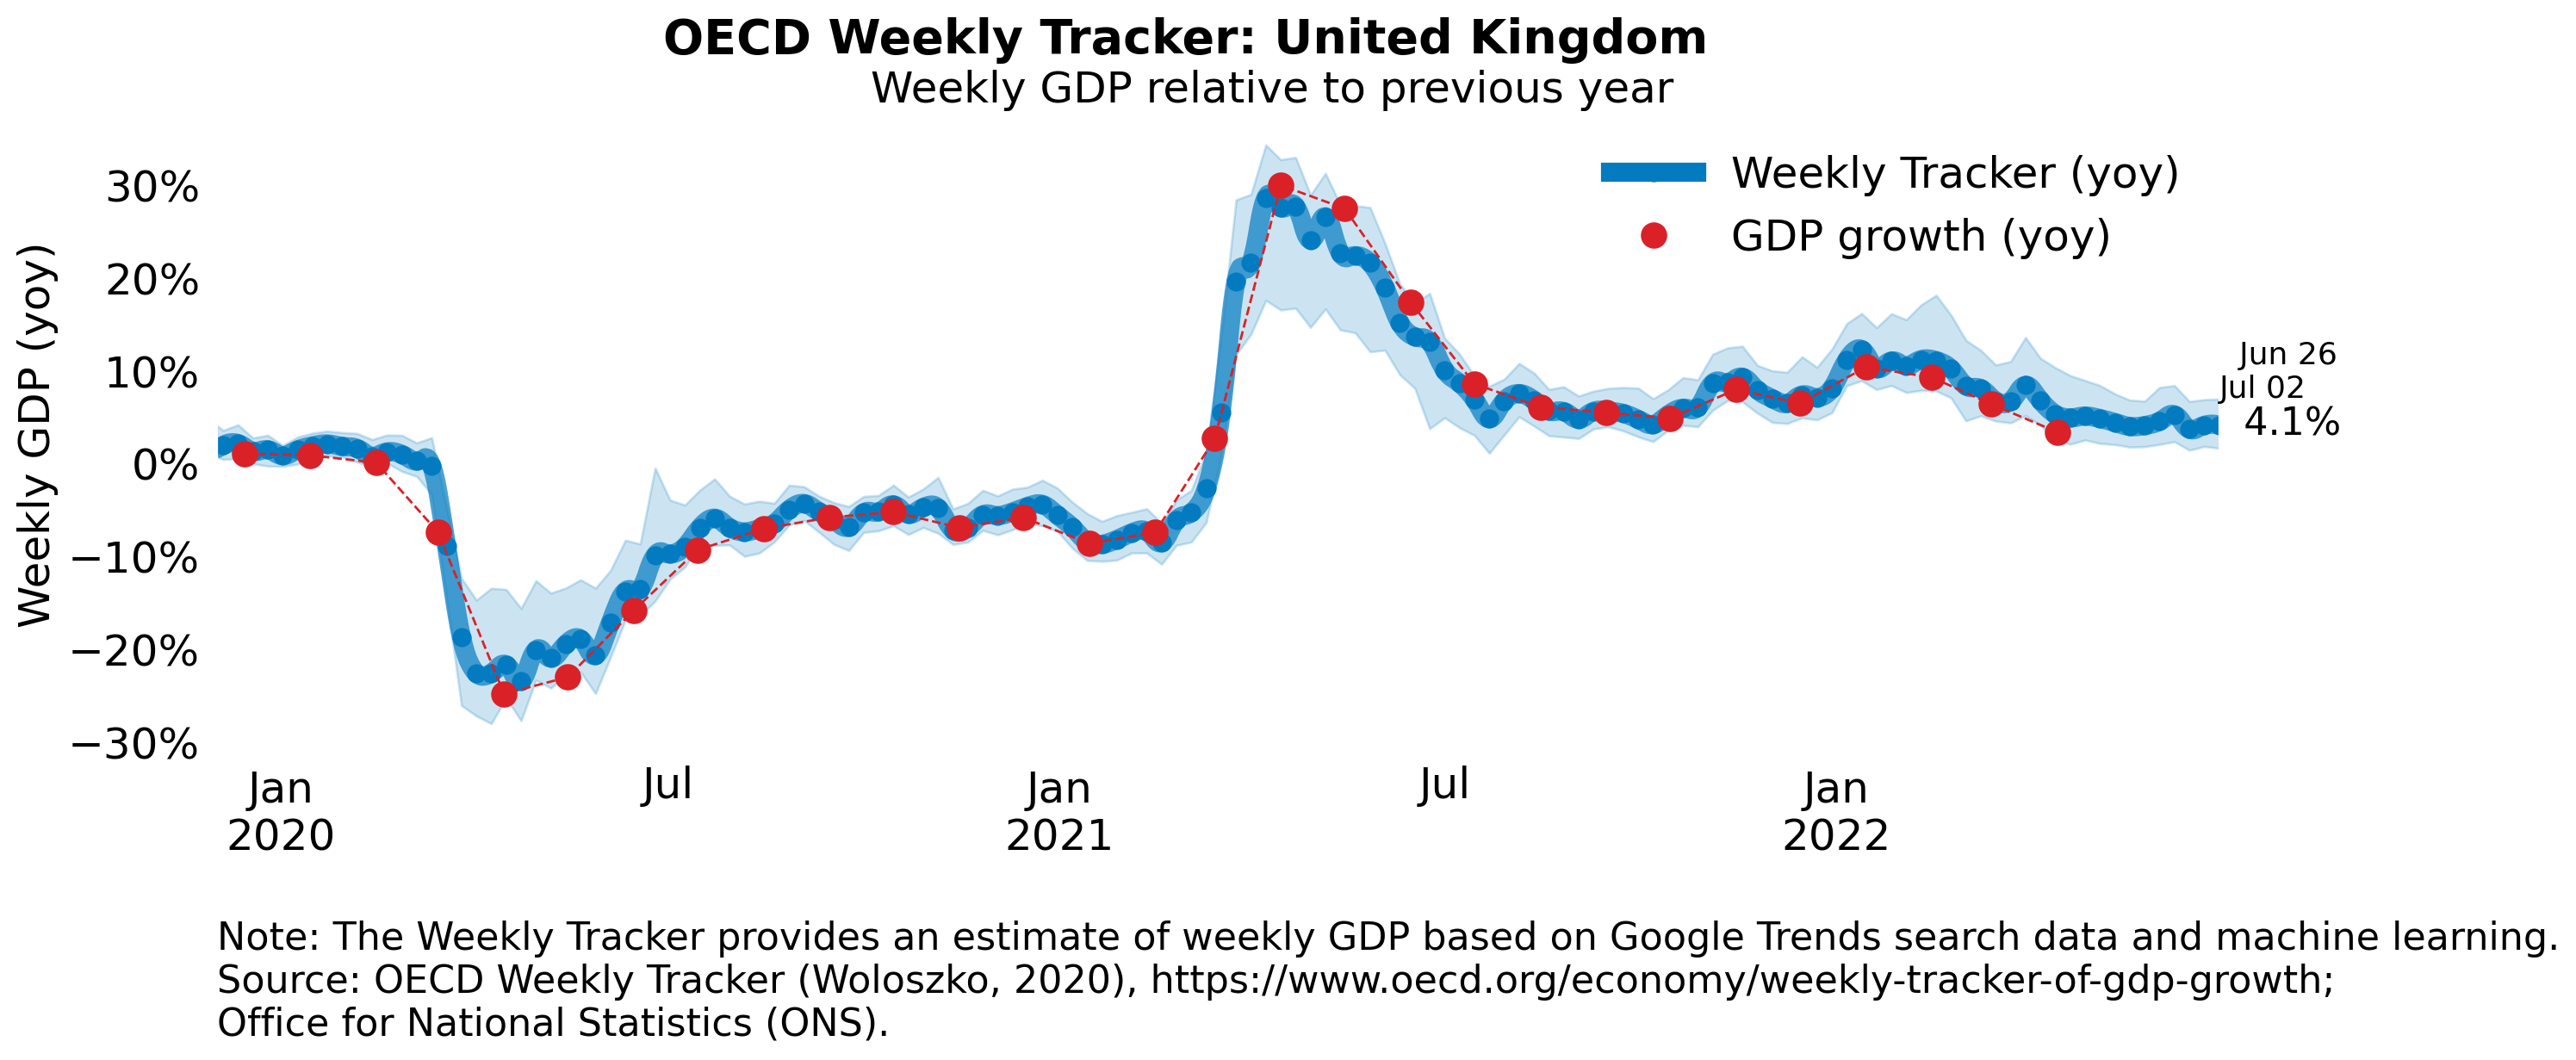 OECD Weekly Tracker: United Kingdom
Weekly GDP relative to previous year
Weekly GDP (yoy)
30%
20%
10%
0%
−10%
−20%
−30%
Weekly Tracker (yoy)
GDP growth (yoy)
Jun 26
Jul 02
4.1%
Jan
2020
Jul
Jan
2021
Jul
Jan
2022
Note: The Weekly Tracker provides an estimate of weekly GDP based on Google Trends search data and machine learning.
Source: OECD Weekly Tracker (Woloszko, 2020), https://www.oecd.org/economy/weekly-tracker-of-gdp-growth;
Office for National Statistics (ONS).